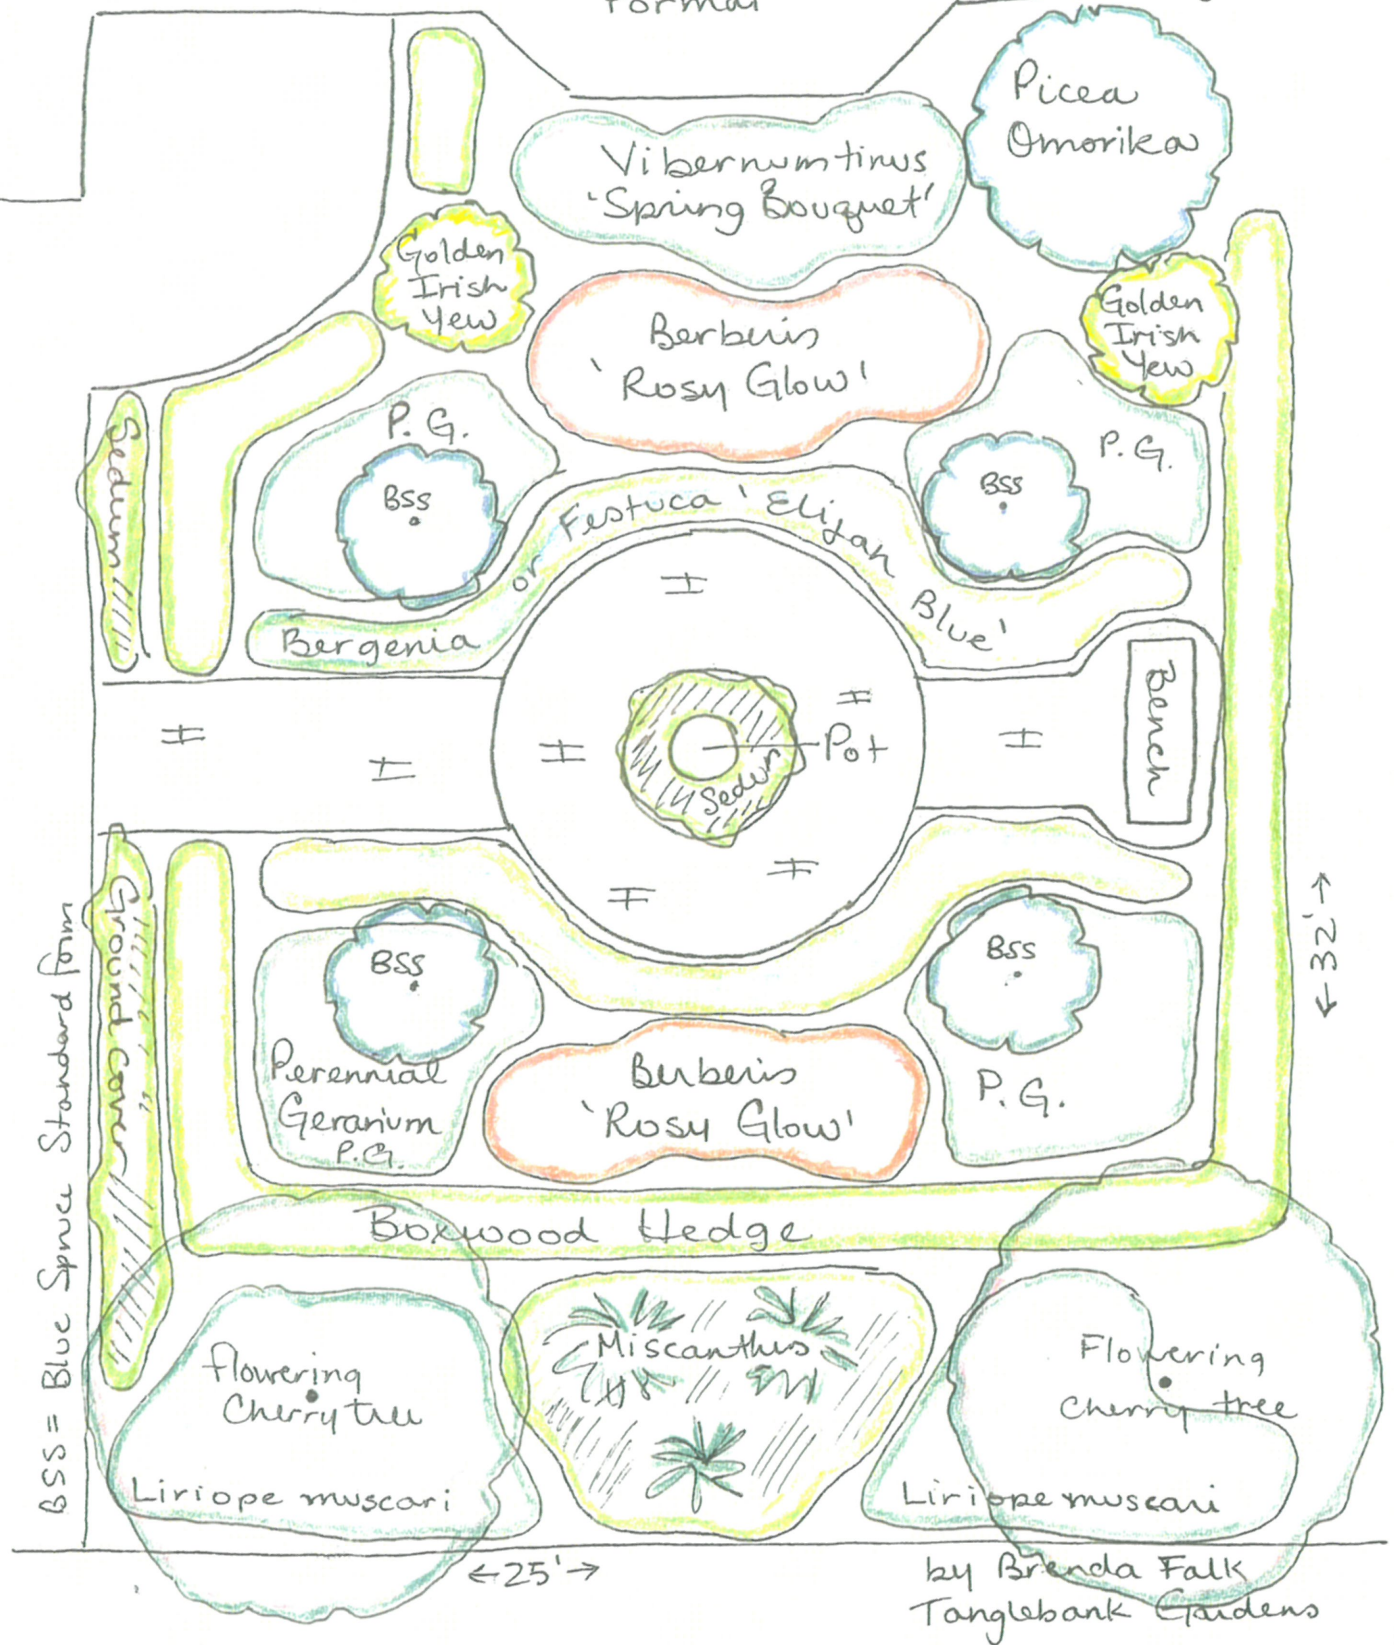 formal
Picea
Omorika
Vibernum tinus
'Spring Bouquet'
Golden
Irish
Yew
Golden
Irish
Yew
Berberis
'Rosy Glow'
P.G.
BSS
BSS
P.G.
Sedum
Festuca 'Elijah Blue'
or
Bergenia
Bench
Pot
Sedum
BSS
BSS
Perennial
Geranium
P.G.
Berberis
'Rosy Glow'
P.G.
Ground Cover
32'
BSS = Blue Spruce Standard form
Boxwood Hedge
Miscanthus
Flowering
Cherry tree
Flowering
Cherry tree
Liriope muscari
Liriope muscari
25'
by Brenda Falk
Tanglebank Gardens